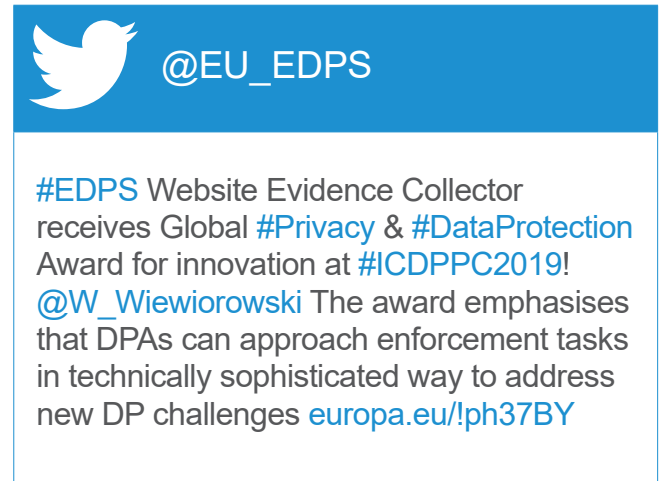 @EU_EDPS
#EDPS Website Evidence Collector
receives Global #Privacy & #DataProtection
Award for innovation at #ICDPPC2019!
@W_Wiewiorowski The award emphasises
that DPAs can approach enforcement tasks
in technically sophisticated way to address
new DP challenges europa.eu/!ph37BY